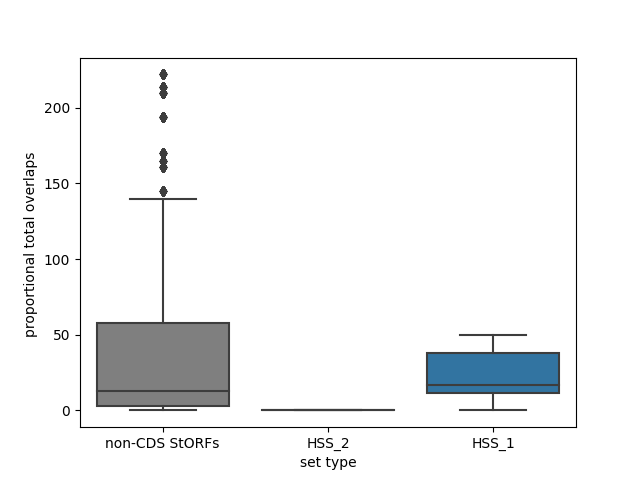 proportional total overlaps
200
150
100
50
0
non-CDS StORFs
HSS_2
HSS_1
set type